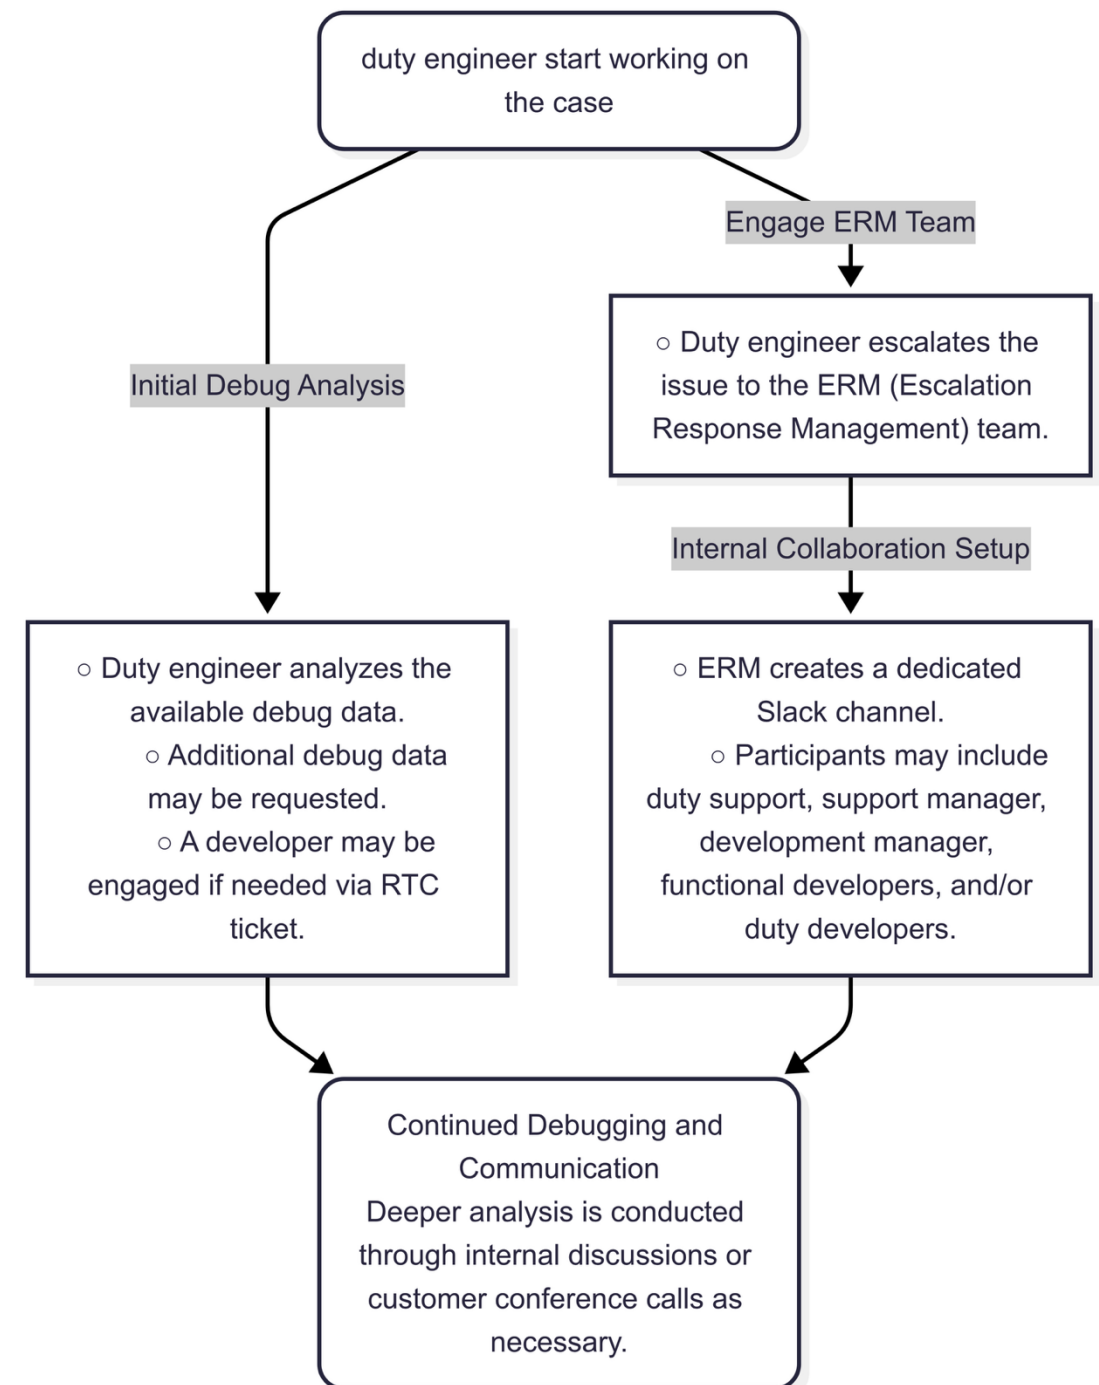 duty engineer start working on
the case
Engage ERM Team
○ Duty engineer escalates the
issue to the ERM (Escalation
Response Management) team.
Initial Debug Analysis
Internal Collaboration Setup
○ Duty engineer analyzes the
available debug data.
○ Additional debug data
may be requested.
○ A developer may be
engaged if needed via RTC
ticket.
○ ERM creates a dedicated
Slack channel.
○ Participants may include
duty support, support manager,
development manager,
functional developers, and/or
duty developers.
Continued Debugging and
Communication
Deeper analysis is conducted
through internal discussions or
customer conference calls as
necessary.